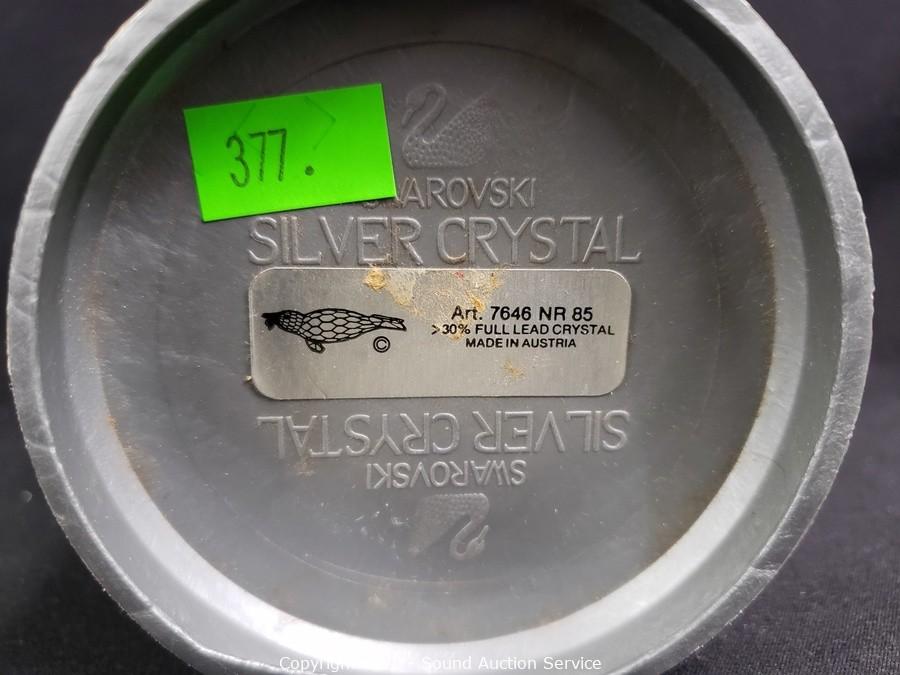 377.
SWAROVSKI
SILVER CRYSTAL
Art. 7646 NR 85
>30% FULL LEAD CRYSTAL
MADE IN AUSTRIA
©
SILVER CRYSTAL
SWAROVSKI
Copyright - Sound Auction Service